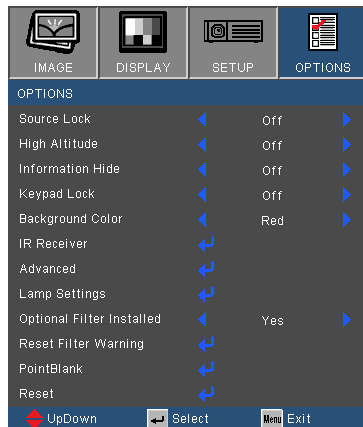 IMAGE DISPLAY SETUP OPTIONS
OPTIONS
Source Lock Off
High Altitude Off
Information Hide Off
Keypad Lock Off
Background Color Red
IR Receiver
Advanced
Lamp Settings
Optional Filter Installed Yes
Reset Filter Warning
PointBlank
Reset
UpDown Select Menu Exit